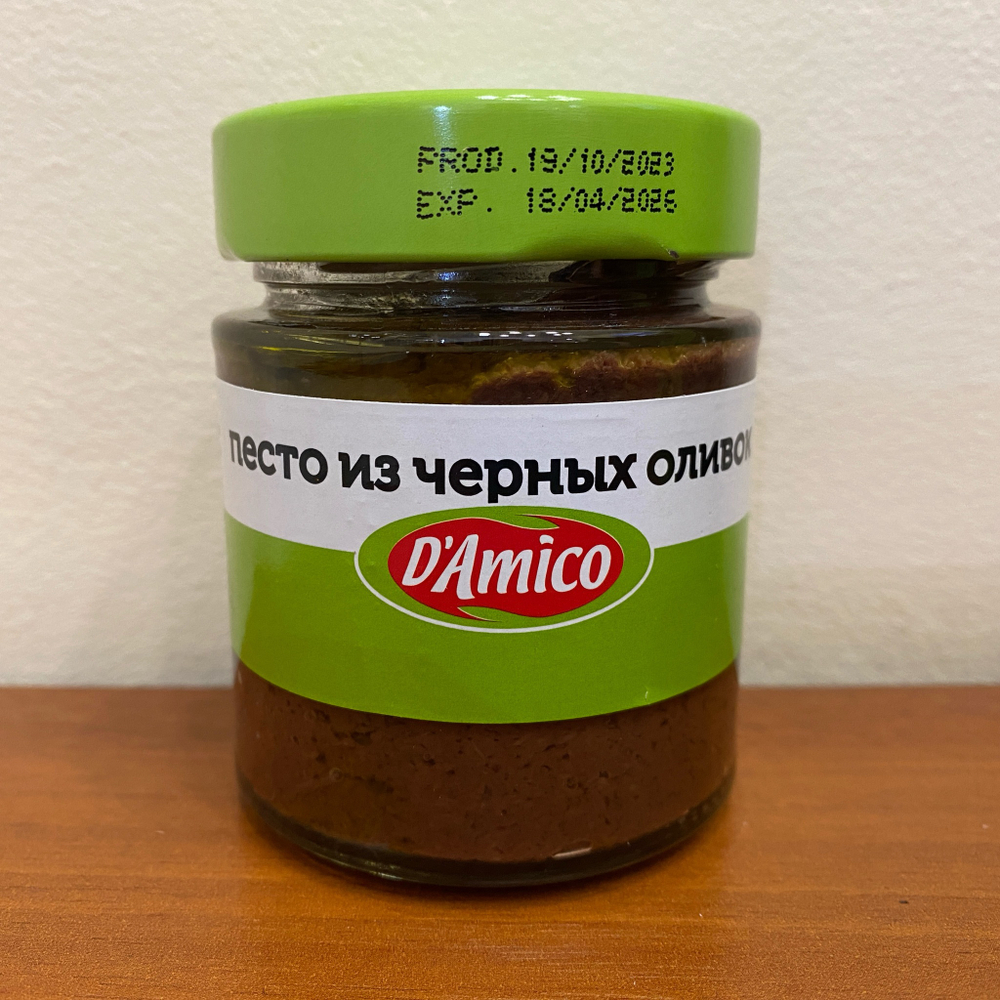 PROD. 19/10/2023
EXP. 18/04/2026
песто из черных оливок
D'Amico